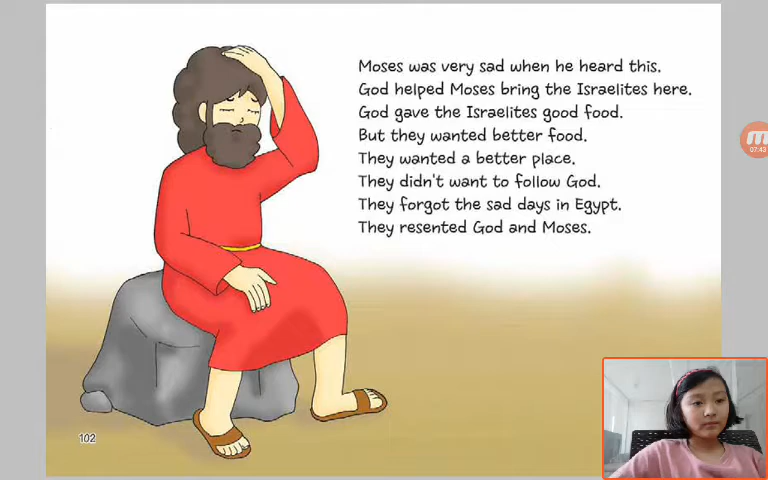 Moses was very sad when he heard this.
God helped Moses bring the Israelites here.
God gave the Israelites good food.
But they wanted better food.
They wanted a better place.
They didn't want to follow God.
They forgot the sad days in Egypt.
They resented God and Moses.
102
07:43